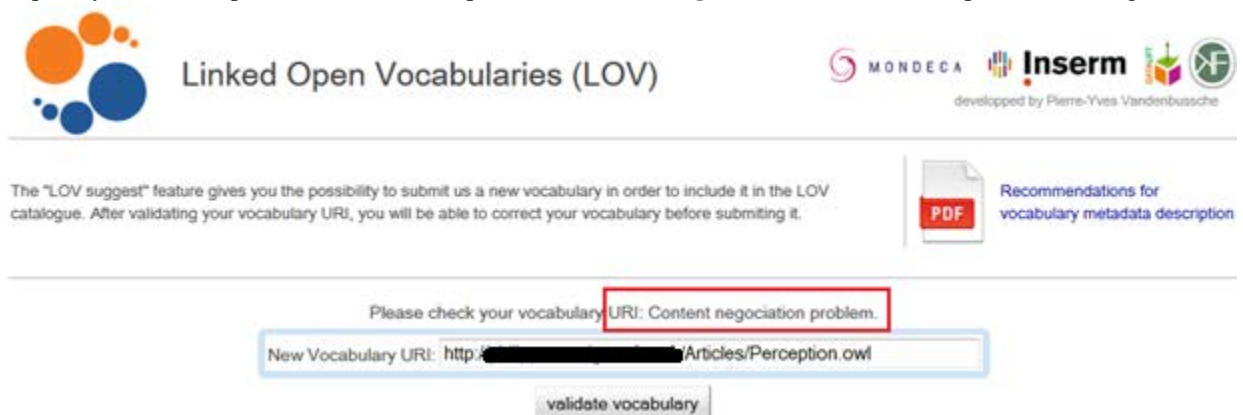 Linked Open Vocabularies (LOV)
MONDECA Inserm
developped by Pierre-Yves Vandenbussche
The "LOV suggest" feature gives you the possibility to submit us a new vocabulary in order to include it in the LOV
catalogue. After validating your vocabulary URI, you will be able to correct your vocabulary before submiting it.
PDF
Recommendations for
vocabulary metadata description
Please check your vocabulary URI: Content negociation problem.
New Vocabulary URI: http:/ /Articles/Perception.owl
validate vocabulary